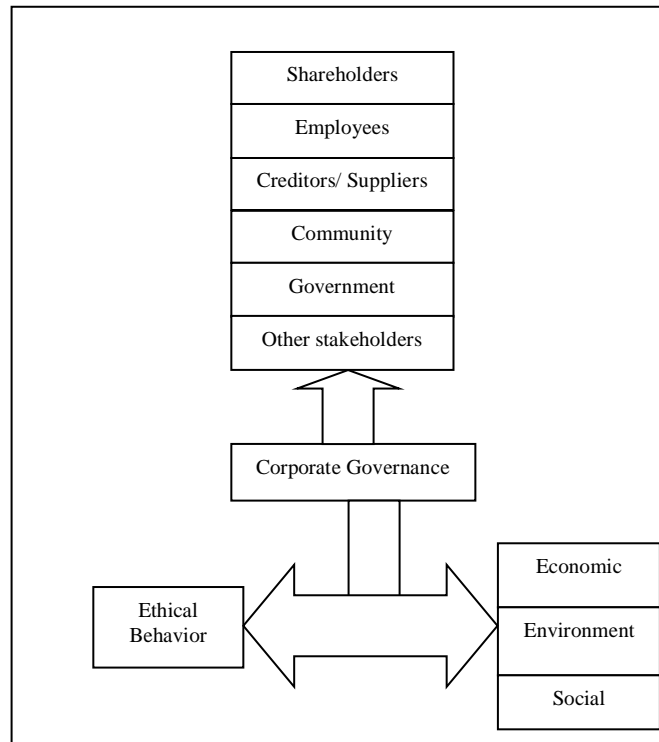 Shareholders
Employees
Creditors/ Suppliers
Community
Government
Other stakeholders
Corporate Governance
Economic
Ethical
Behavior
Environment
Social